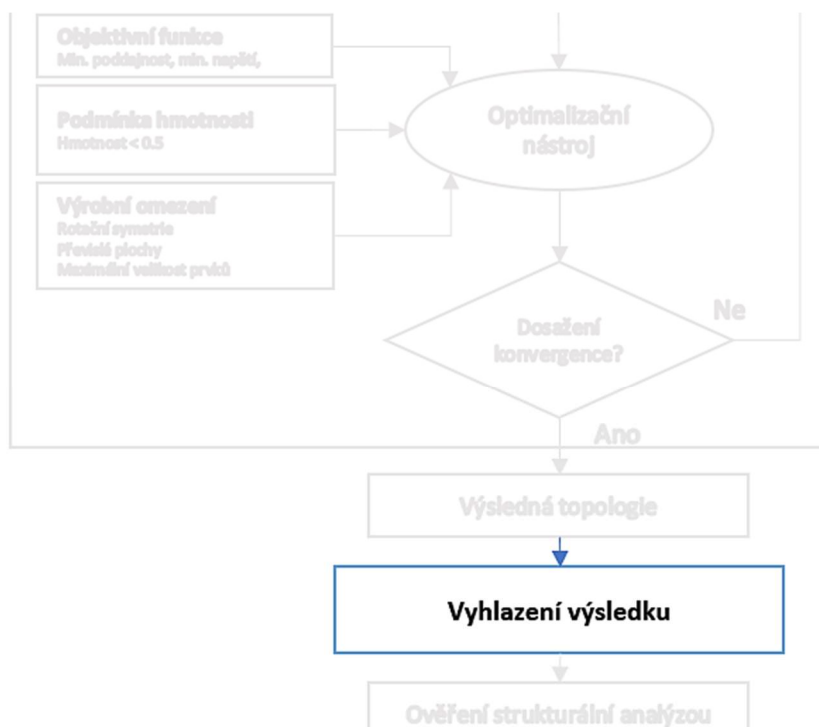 Objektivní funkce
Min. poddajnost, min. napětí,
Podmínka hmotnosti
Hmotnost < 0.5
Výrobní omezení
Rotační symetrie
Převislé plochy
Maximální velikost prvků
Optimalizační
nástroj
Dosažení
konvergence?
Ne
Ano
Výsledná topologie
Vyhlazení výsledku
Ověření strukturální analýzou